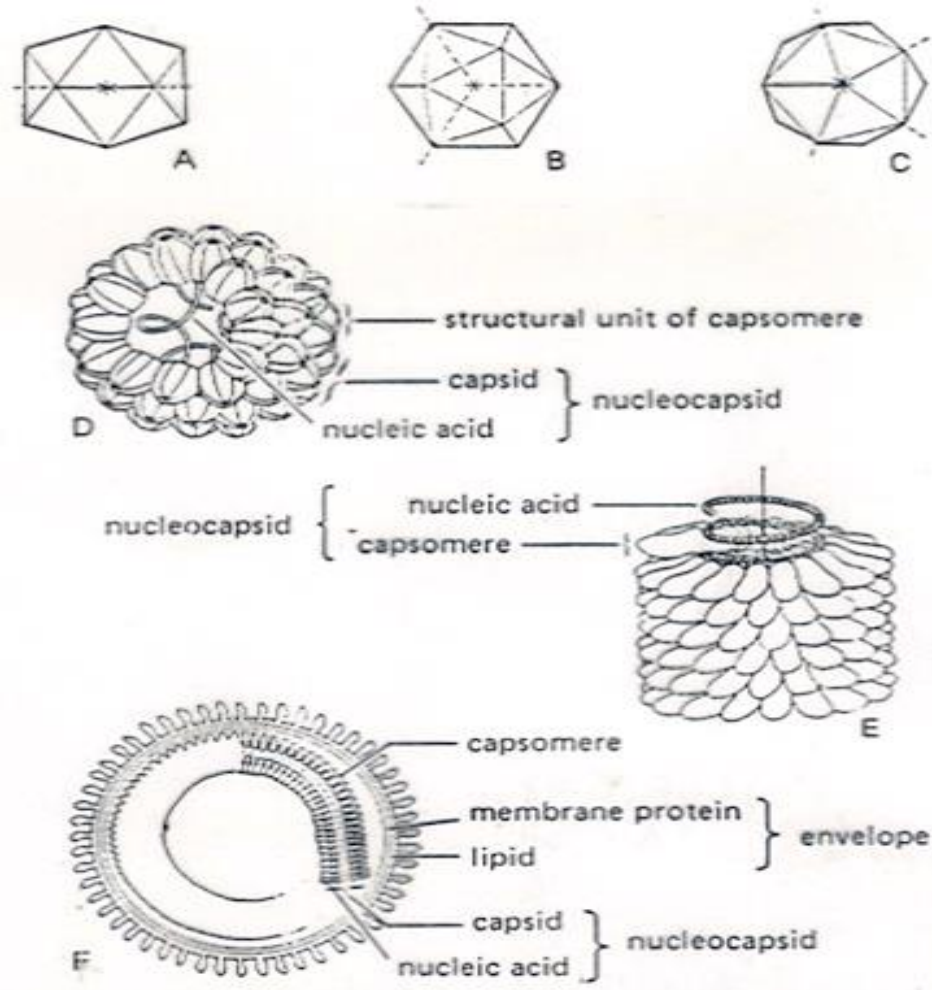 A
B
C
structural unit of capsomere
capsid
nucleocapsid
nucleic acid
D
nucleic acid
nucleocapsid
capsomere
E
capsomere
membrane protein
envelope
lipid
capsid
nucleocapsid
nucleic acid
F